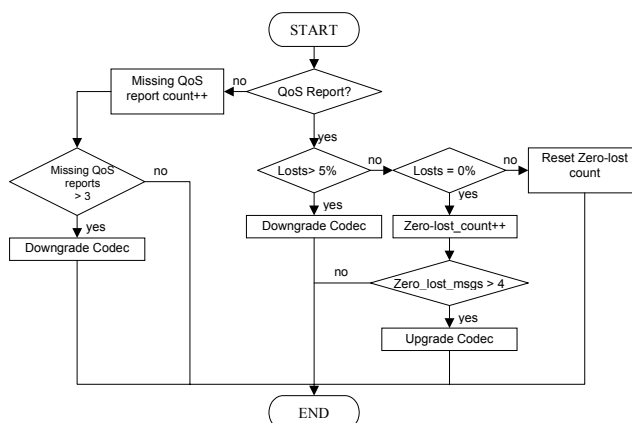 START
Missing QoS
report count++
no
QoS Report?
yes
Missing QoS
reports
> 3
no
yes
Downgrade Codec
Losts> 5%
no
Losts = 0%
no
Reset Zero-lost
count
yes
yes
Downgrade Codec
Zero-lost_count++
no
Zero_lost_msgs > 4
yes
Upgrade Codec
END